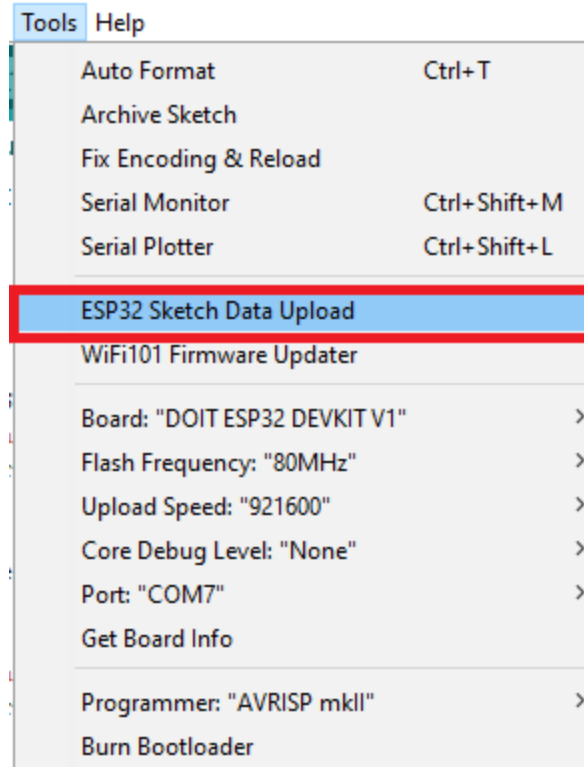 Tools Help
Auto Format Ctrl+T
Archive Sketch
Fix Encoding & Reload
Serial Monitor Ctrl+Shift+M
Serial Plotter Ctrl+Shift+L
ESP32 Sketch Data Upload
WiFi101 Firmware Updater
Board: "DOIT ESP32 DEVKIT V1"
Flash Frequency: "80MHz"
Upload Speed: "921600"
Core Debug Level: "None"
Port: "COM7"
Get Board Info
Programmer: "AVRISP mkII"
Burn Bootloader